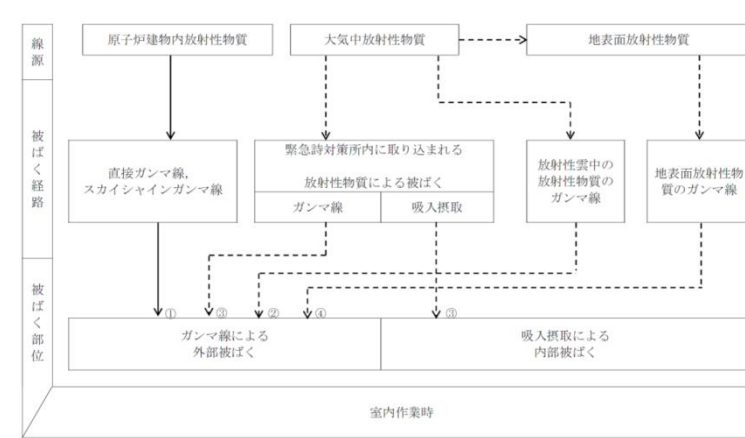 線源
原子炉建物内放射性物質
大気中放射性物質
地表面放射性物質
被ばく経路
直接ガンマ線,
スカイシャインガンマ線
緊急詩対策所内に取り込まれる
放射性物質による被ばく
ガンマ線
吸入摂取
放射性雲中の
放射性物質の
ガンマ線
地表面放射性物
質のガンマ線
被ばく部位
①
③
②
④
③
ガンマ線による
外部被ばく
吸入摂取による
内部被ばく
室内作業時